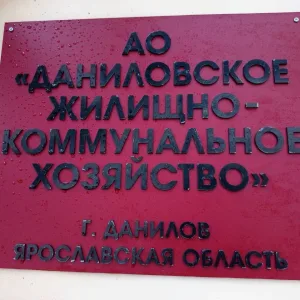 АО
«ДАНИЛОВСКОЕ
ЖИЛИЩНО-
КОММУНАЛЬНОЕ
ХОЗЯЙСТВО»
Г. ДАНИЛОВ
ЯРОСЛАВСКАЯ ОБЛАСТЬ